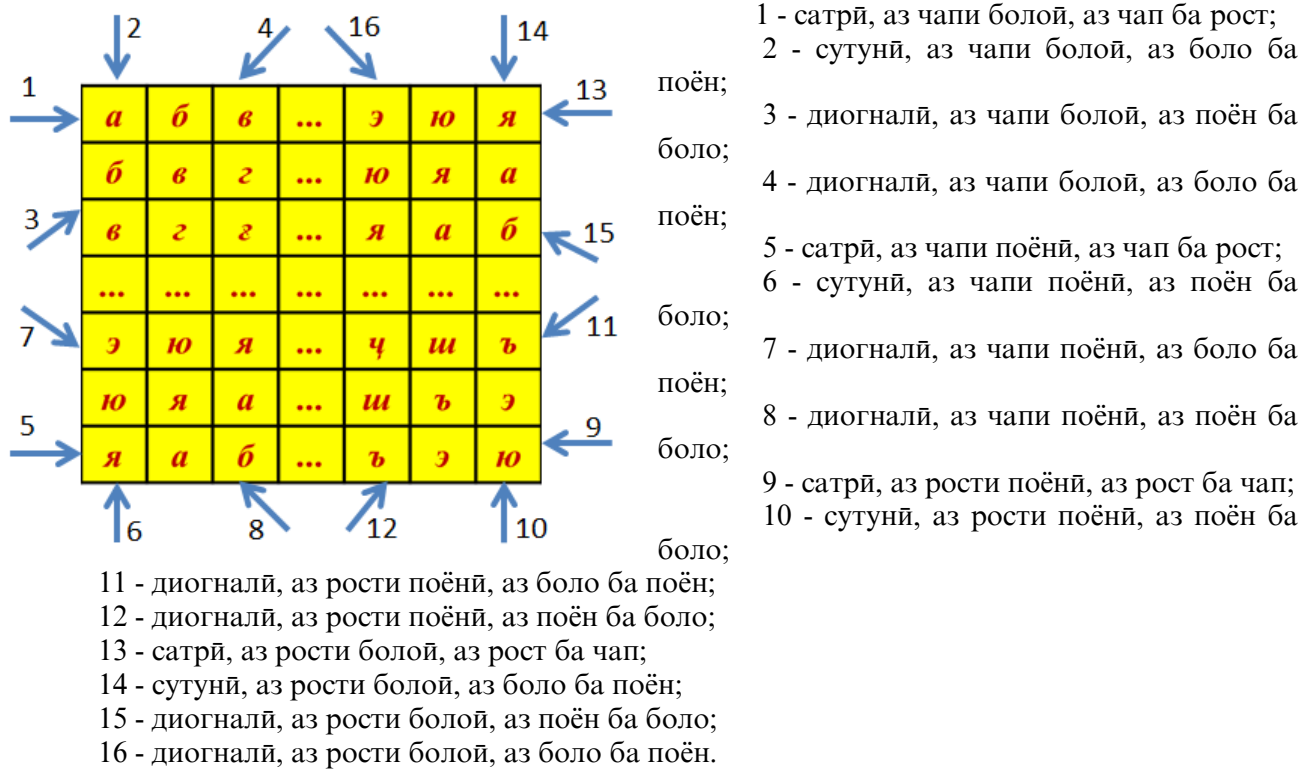 2 4 16 14
1 13
а б в ... э ю я
б в г ... ю я а
3 15
в г ғ ... я а б
... ... ... ... ... ... ...
7 11
э ю я ... ҷ ш ъ
ю я а ... ш ъ э
5 9
я а б ... ъ э ю
6 8 12 10
1 - сатрӣ, аз чапи болоӣ, аз чап ба рост;
2 - сутунӣ, аз чапи болоӣ, аз боло ба
поён;
3 - диогналӣ, аз чапи болоӣ, аз поён ба
боло;
4 - диогналӣ, аз чапи болоӣ, аз боло ба
поён;
5 - сатрӣ, аз чапи поёнӣ, аз чап ба рост;
6 - сутунӣ, аз чапи поёнӣ, аз поён ба
боло;
7 - диогналӣ, аз чапи поёнӣ, аз боло ба
поён;
8 - диогналӣ, аз чапи поёнӣ, аз поён ба
боло;
9 - сатрӣ, аз рости поёнӣ, аз рост ба чап;
10 - сутунӣ, аз рости поёнӣ, аз поён ба
боло;
11 - диогналӣ, аз рости поёнӣ, аз боло ба поён;
12 - диогналӣ, аз рости поёнӣ, аз поён ба боло;
13 - сатрӣ, аз рости болоӣ, аз рост ба чап;
14 - сутунӣ, аз рости болоӣ, аз боло ба поён;
15 - диогналӣ, аз рости болоӣ, аз поён ба боло;
16 - диогналӣ, аз рости болоӣ, аз боло ба поён.